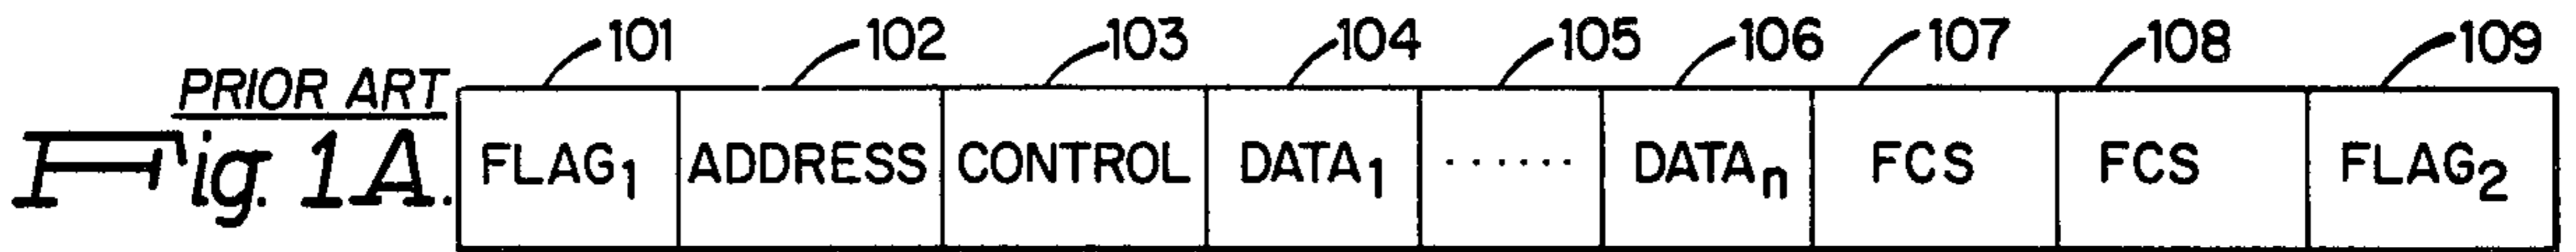 101 102 103 104 105 106 107 108 109
PRIOR ART
Fig. 1A. FLAG₁ ADDRESS CONTROL DATA₁ ...... DATAₙ FCS FCS FLAG₂